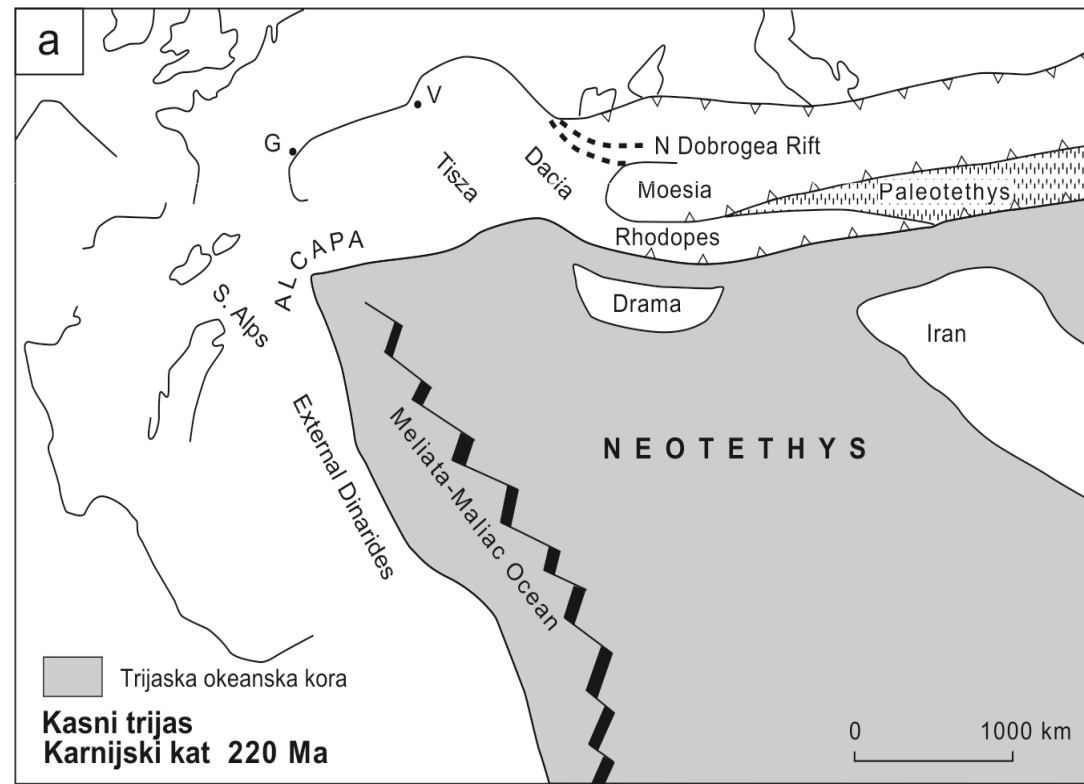 a
V
G
N Dobrogea Rift
Tisza
Dacia
Moesia
Paleotethys
Rhodopes
ALCAPA
S. Alps
Drama
Iran
External Dinarides
Meliata-Maliac Ocean
NEOTETHYS
Trijaska okeanska kora
Kasni trijas
Karnijski kat 220 Ma
0 1000 km